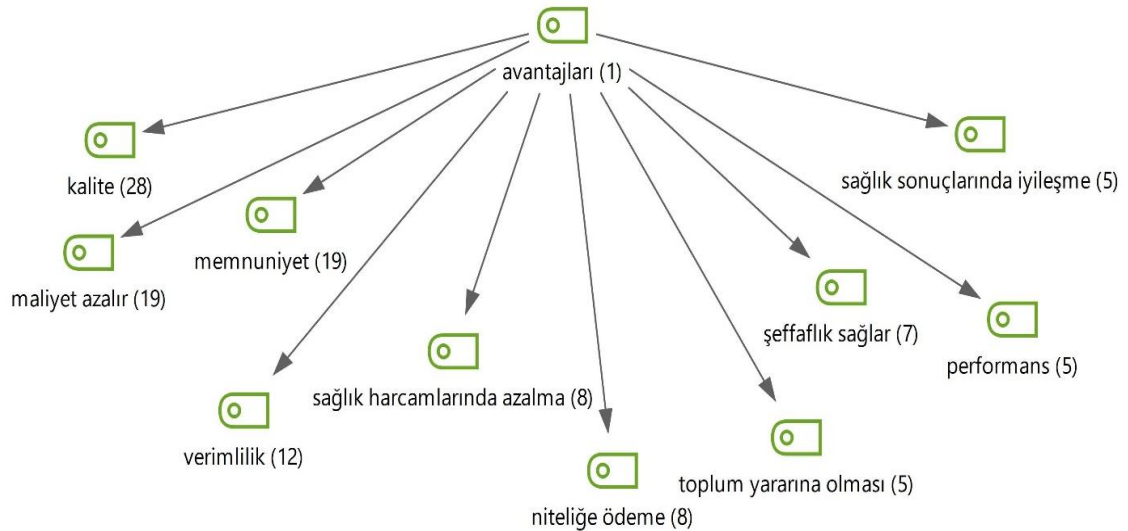 avantajları (1)
kalite (28)
sağlık sonuçlarında iyileşme (5)
memnuniyet (19)
maliyet azalır (19)
şeffaflık sağlar (7)
performans (5)
sağlık harcamlarında azalma (8)
verimlilik (12)
toplum yararına olması (5)
niteliğe ödeme (8)